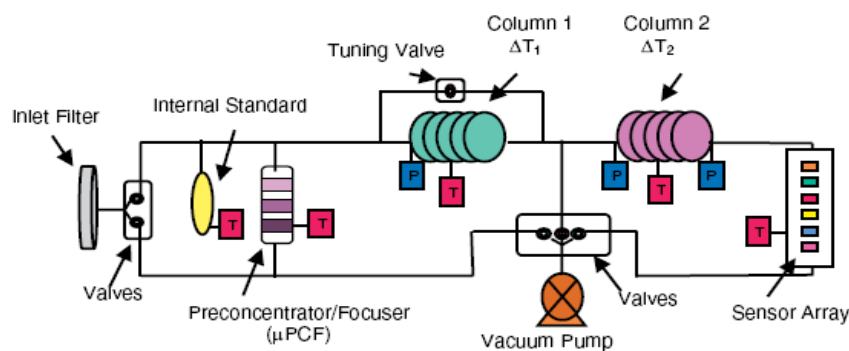 Column 1
ΔT₁
Column 2
ΔT₂
Tuning Valve
Internal Standard
Inlet Filter
P
T
P
T
P
T
T
T
Valves
Preconcentrator/Focuser
(μPCF)
Vacuum Pump
Valves
Sensor Array